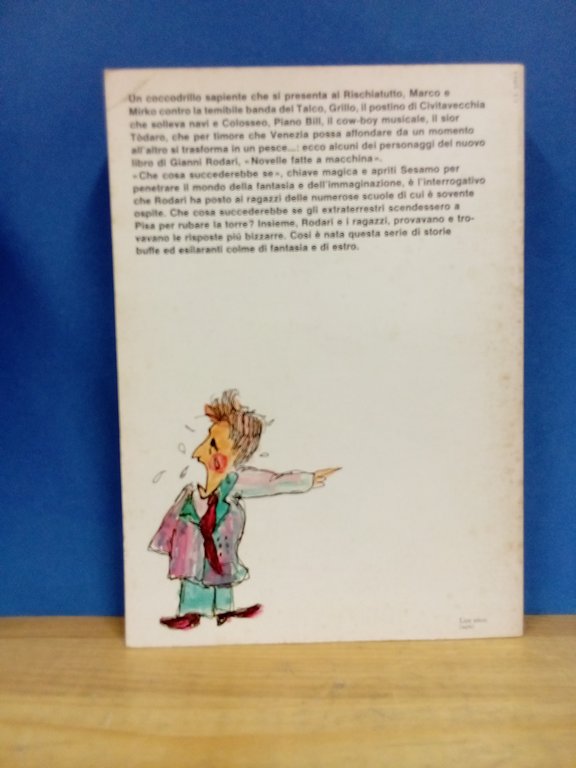 Un coccodrillo sapiente che si presenta al Rischiatutto, Marco e
Mirko contro la temibile banda del Talco, Grillo, il postino di Civitavecchia
che solleva navi e Colosseo, Piano Bill, il cow-boy musicale, il sior
Tòdaro, che per timore che Venezia possa affondare da un momento
all'altro si trasforma in un pesce...: ecco alcuni dei personaggi del nuovo
libro di Gianni Rodari, «Novelle fatte a macchina».
«Che cosa succederebbe se», chiave magica e apriti Sesamo per
penetrare il mondo della fantasia e dell'immaginazione, è l'interrogativo
che Rodari ha posto ai ragazzi delle numerose scuole di cui è sovente
ospite. Che cosa succederebbe se gli extraterrestri scendessero a
Pisa per rubare la torre? Insieme, Rodari e i ragazzi, provavano e tro-
vavano le risposte più bizzarre. Così è nata questa serie di storie
buffe ed esilaranti colme di fantasia e di estro.